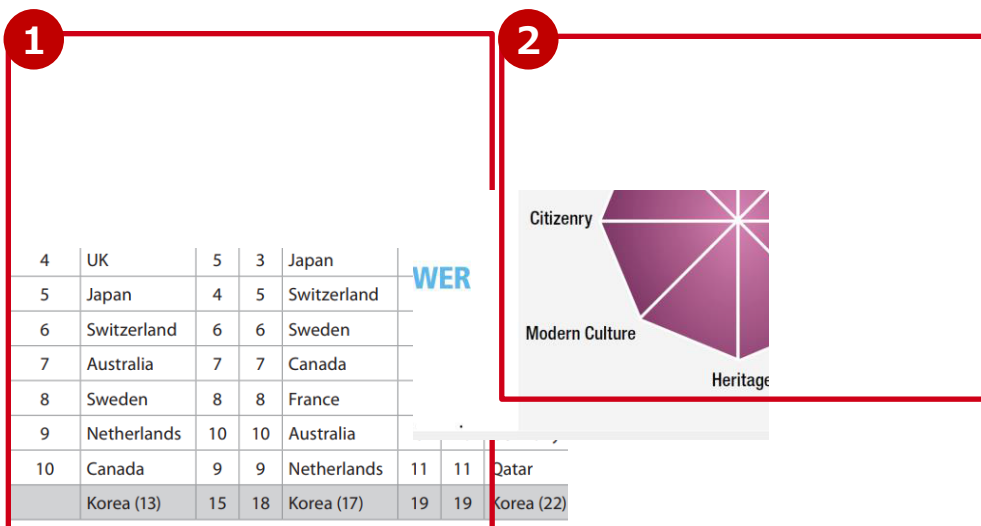 1
2
Citizenry
4 UK 5 3 Japan
WER
5 Japan 4 5 Switzerland
6 Switzerland 6 6 Sweden
Modern Culture
7 Australia 7 7 Canada
Heritage
8 Sweden 8 8 France
9 Netherlands 10 10 Australia
10 Canada 9 9 Netherlands 11 11 Qatar
Korea (13) 15 18 Korea (17) 19 19 Korea (22)